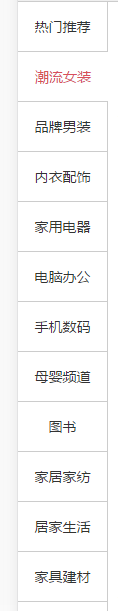 热门推荐
潮流女装
品牌男装
内衣配饰
家用电器
电脑办公
手机数码
母婴频道
图书
家居家纺
居家生活
家具建材